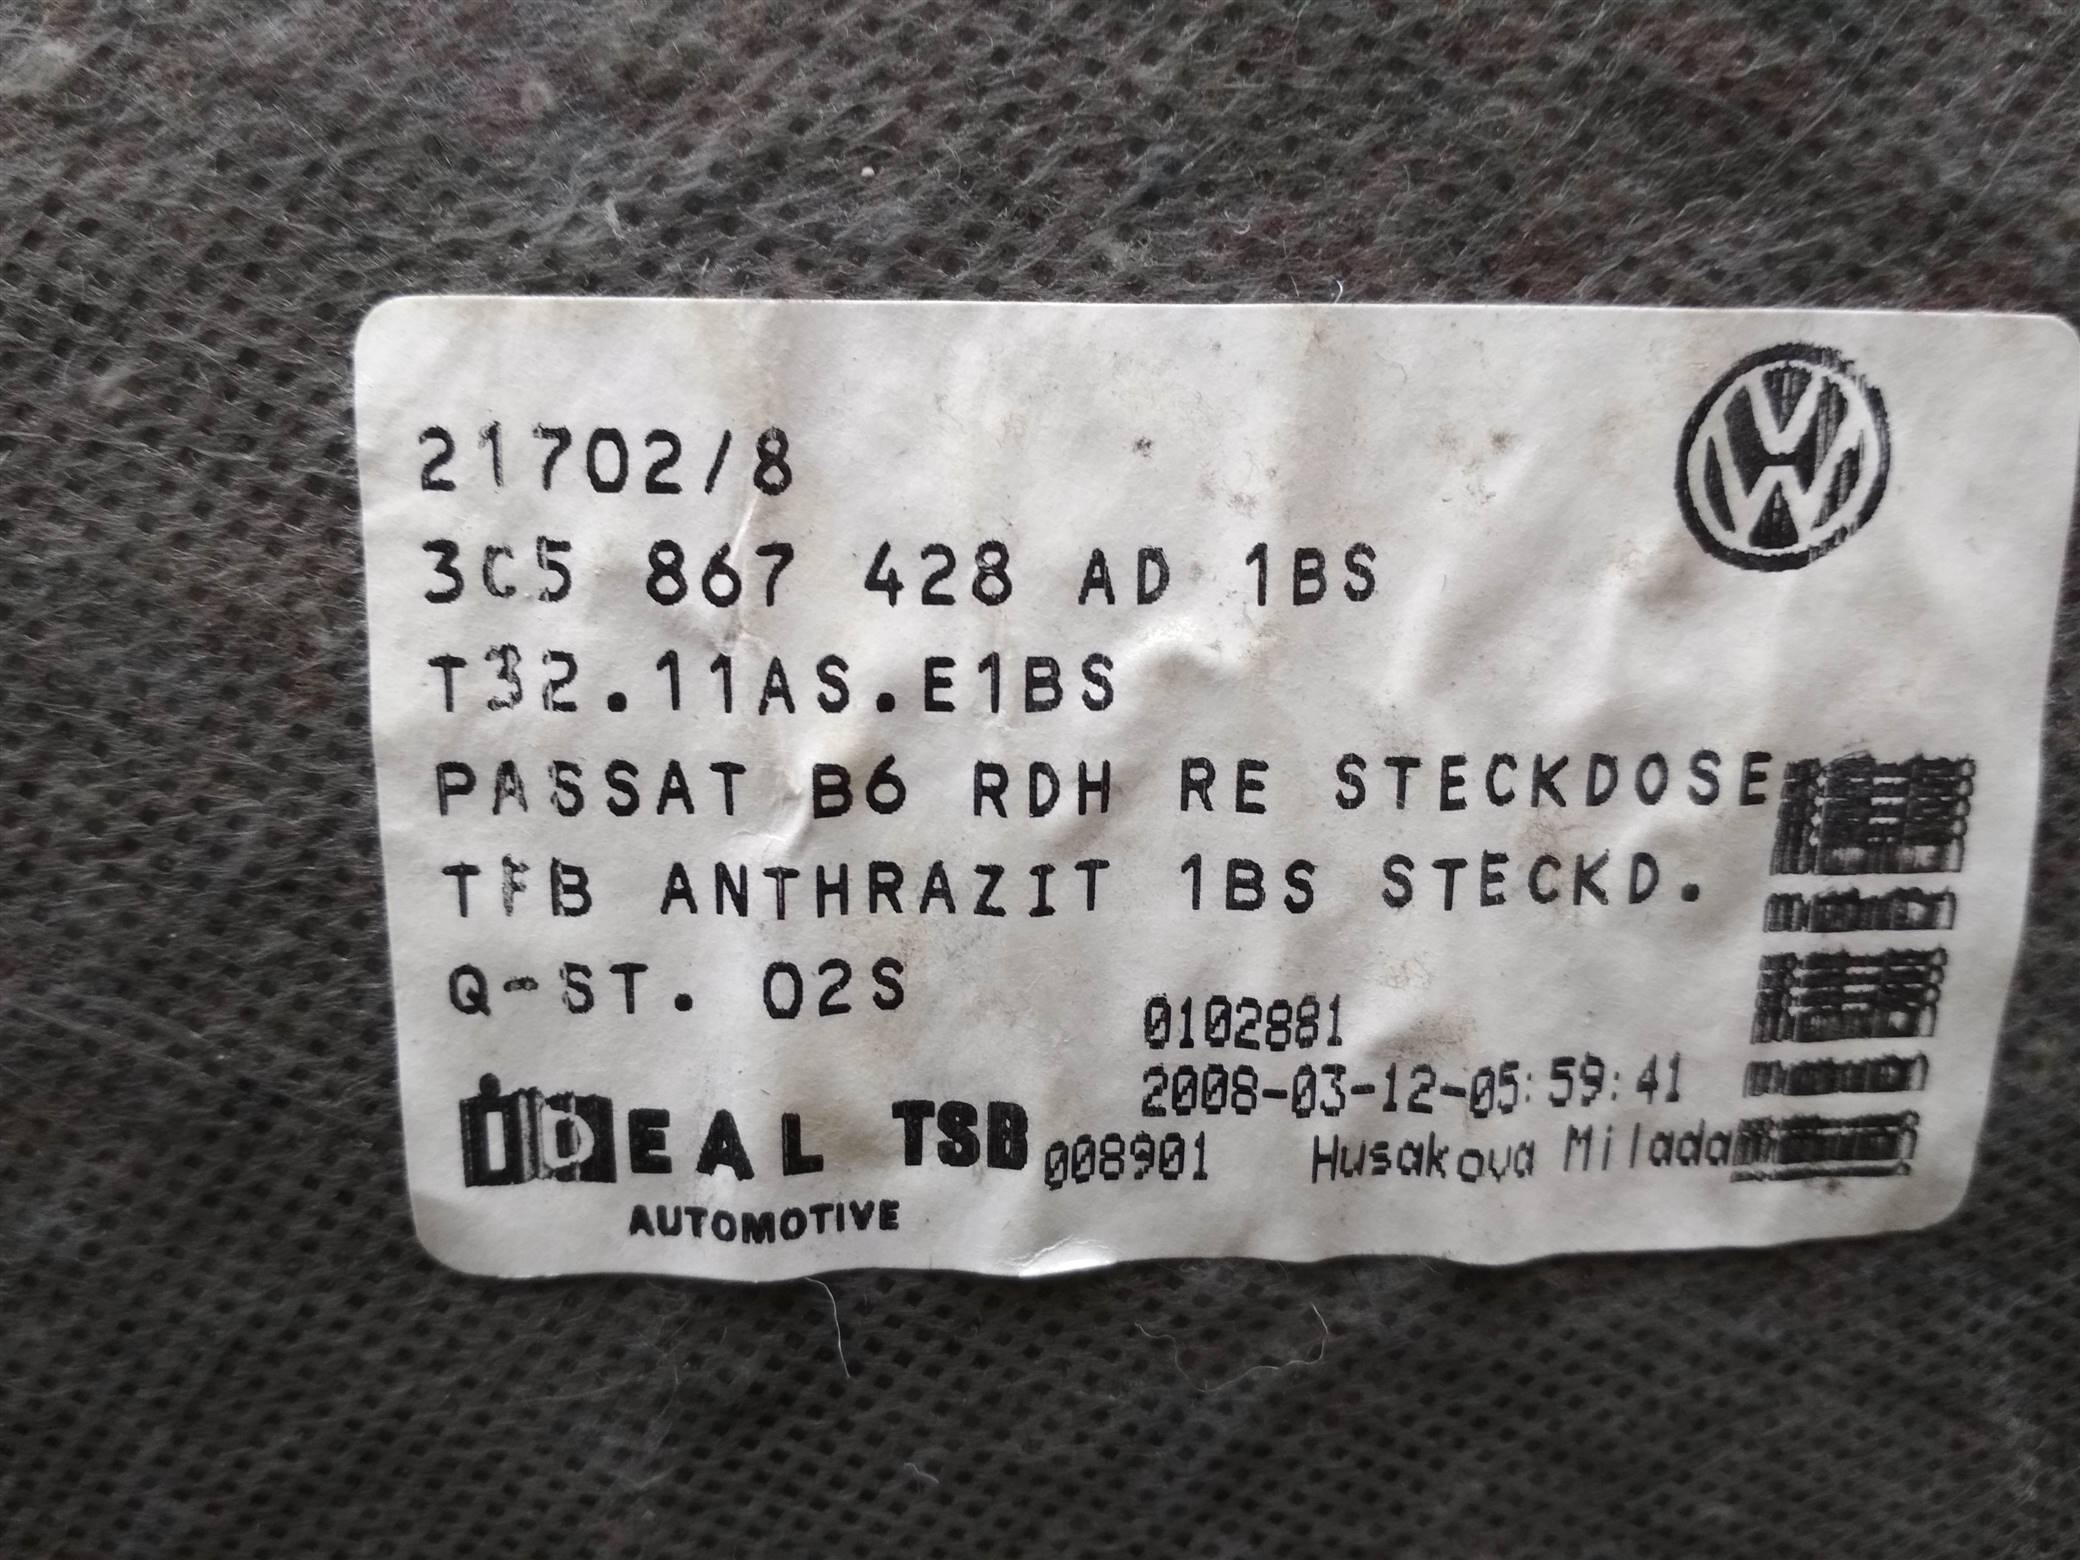 21702/8
3C5 867 428 AD 1BS
T32.11AS.E1BS
PASSAT B6 RDH RE STECKDOSE
TFB ANTHRAZIT 1BS STECKD.
Q-ST. 02S
0102881
2008-03-12-05:59:41
IDEAL TSB 008901 Husakova Milada
AUTOMOTIVE